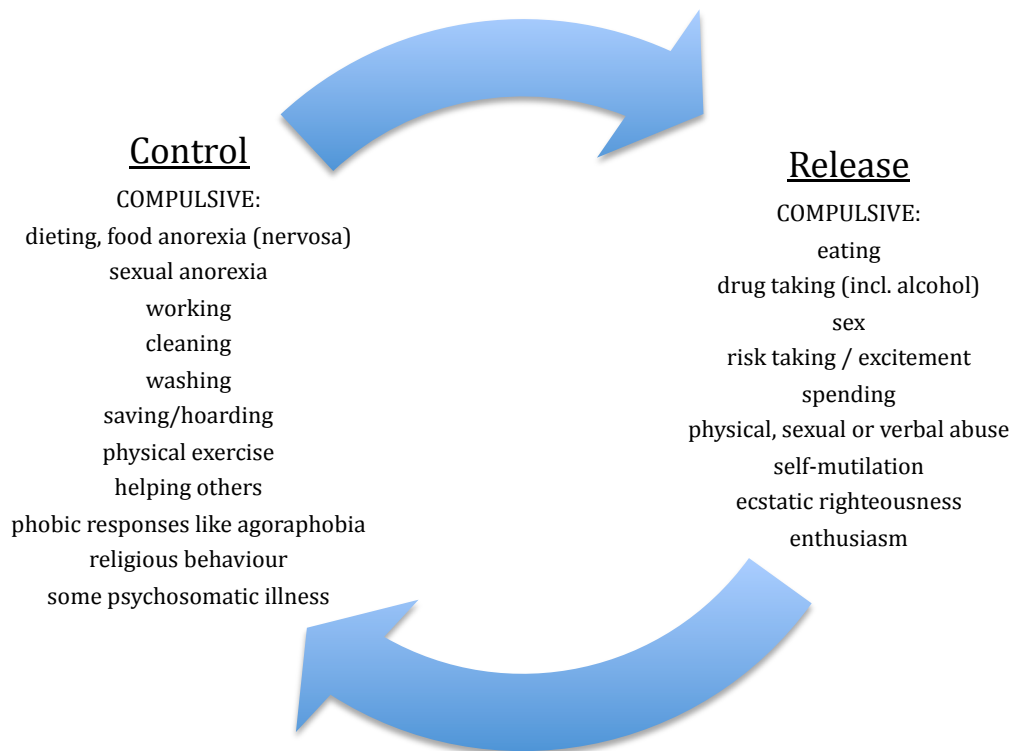 Control
COMPULSIVE:
dieting, food anorexia (nervosa)
sexual anorexia
working
cleaning
washing
saving/hoarding
physical exercise
helping others
phobic responses like agoraphobia
religious behaviour
some psychosomatic illness
Release
COMPULSIVE:
eating
drug taking (incl. alcohol)
sex
risk taking / excitement
spending
physical, sexual or verbal abuse
self-mutilation
ecstatic righteousness
enthusiasm